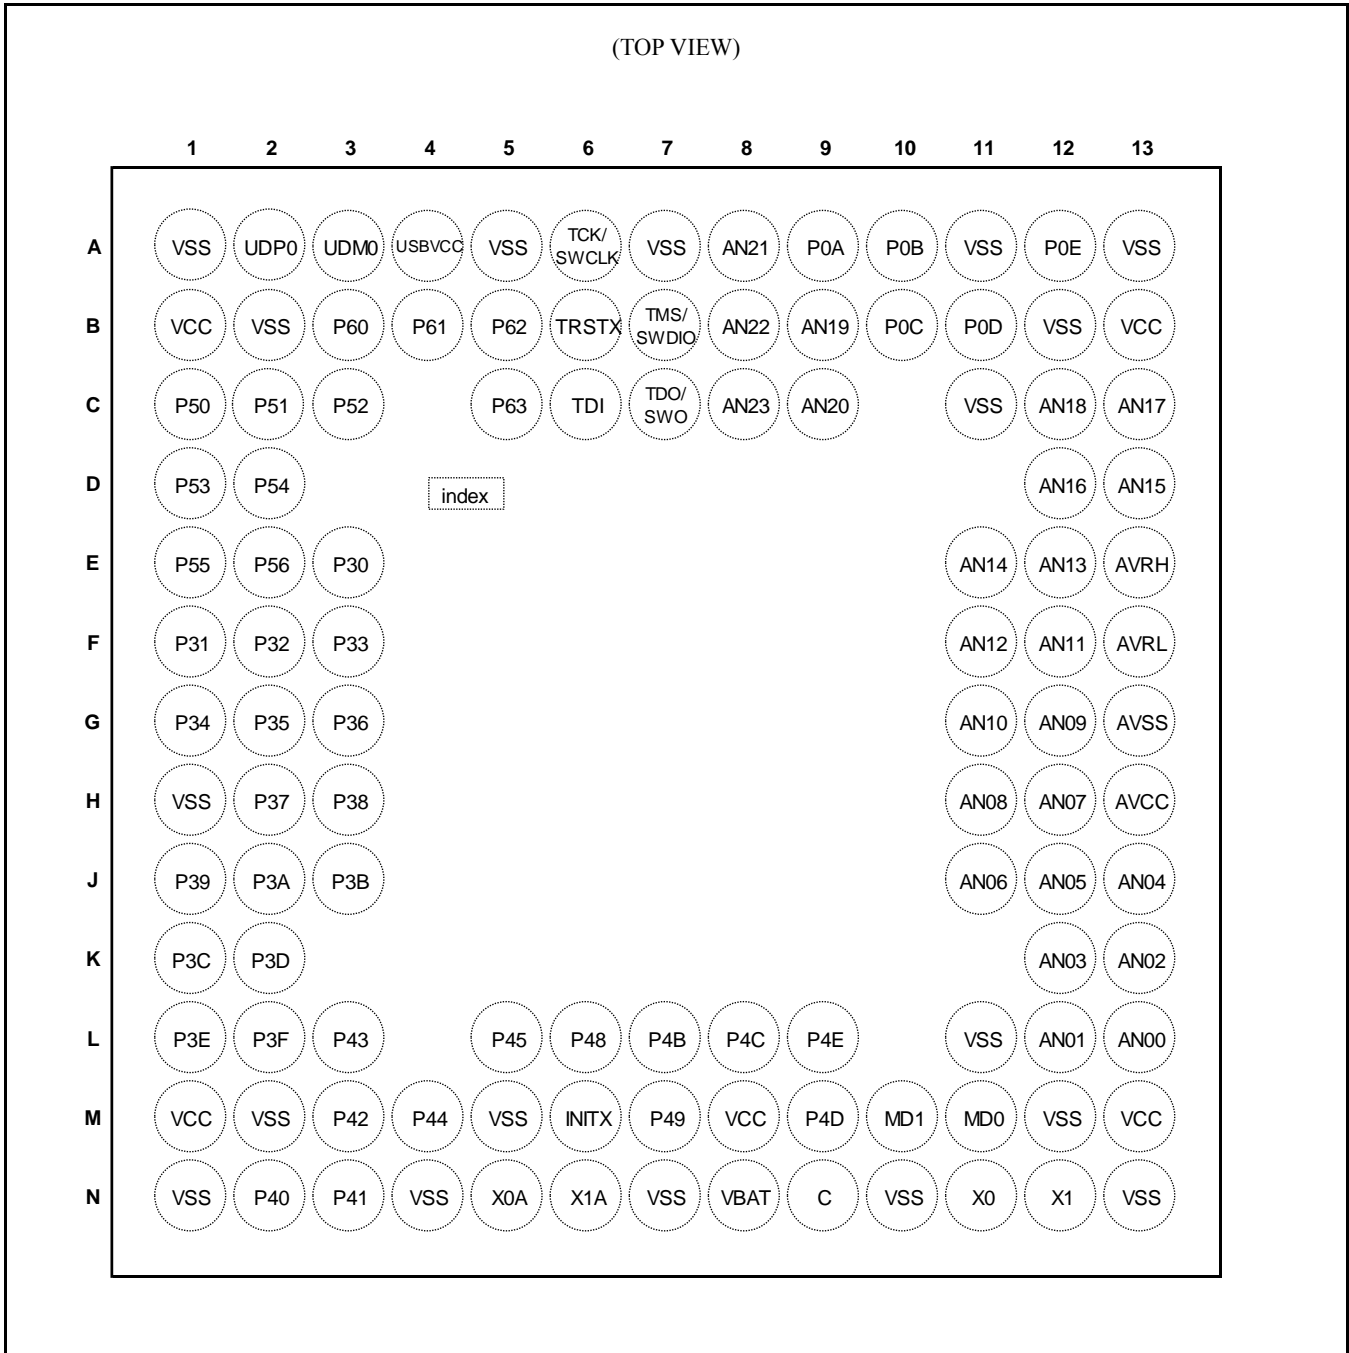 (TOP VIEW)
1 2 3 4 5 6 7 8 9 10 11 12 13
A VSS UDP0 UDM0 USBVCC VSS TCK/ SWCLK VSS AN21 P0A P0B VSS P0E VSS
B VCC VSS P60 P61 P62 TRSTX TMS/ SWDIO AN22 AN19 P0C P0D VSS VCC
C P50 P51 P52 P63 TDI TDO/ SWO AN23 AN20 VSS AN18 AN17
D P53 P54 index AN16 AN15
E P55 P56 P30 AN14 AN13 AVRH
F P31 P32 P33 AN12 AN11 AVRL
G P34 P35 P36 AN10 AN09 AVSS
H VSS P37 P38 AN08 AN07 AVCC
J P39 P3A P3B AN06 AN05 AN04
K P3C P3D AN03 AN02
L P3E P3F P43 P45 P48 P4B P4C P4E VSS AN01 AN00
M VCC VSS P42 P44 VSS INITX P49 VCC P4D MD1 MD0 VSS VCC
N VSS P40 P41 VSS X0A X1A VSS VBAT C VSS X0 X1 VSS